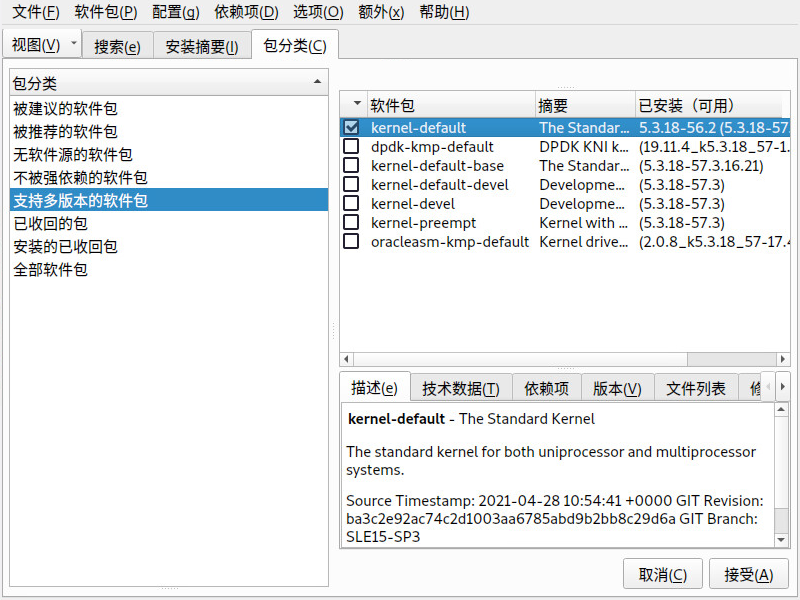 文件(F) 软件包(P) 配置(g) 依赖项(D) 选项(O) 额外(x) 帮助(H)
视图(V) 搜索(e) 安装摘要(I) 包分类(C)
包分类
被建议的软件包
被推荐的软件包
无软件源的软件包
不被强依赖的软件包
支持多版本的软件包
已收回的包
安装的已收回包
全部软件包
软件包 摘要 已安装（可用）
kernel-default The Standar... 5.3.18-56.2 (5.3.18-57.
dpdk-kmp-default DPDK KNI k... (19.11.4_k5.3.18_57-1.
kernel-default-base The Standar... (5.3.18-57.3.16.21)
kernel-default-devel Developme... (5.3.18-57.3)
kernel-devel Developme... (5.3.18-57.3)
kernel-preempt Kernel with ... (5.3.18-57.3)
oracleasm-kmp-default Kernel drive... (2.0.8_k5.3.18_57-17.4
描述(e) 技术数据(T) 依赖项 版本(V) 文件列表
kernel-default - The Standard Kernel
The standard kernel for both uniprocessor and multiprocessor
systems.
Source Timestamp: 2021-04-28 10:54:41 +0000 GIT Revision:
ba3c2e92ac74c2d1003aa6785abd9b2bb8c29d6a GIT Branch:
SLE15-SP3
取消(C) 接受(A)